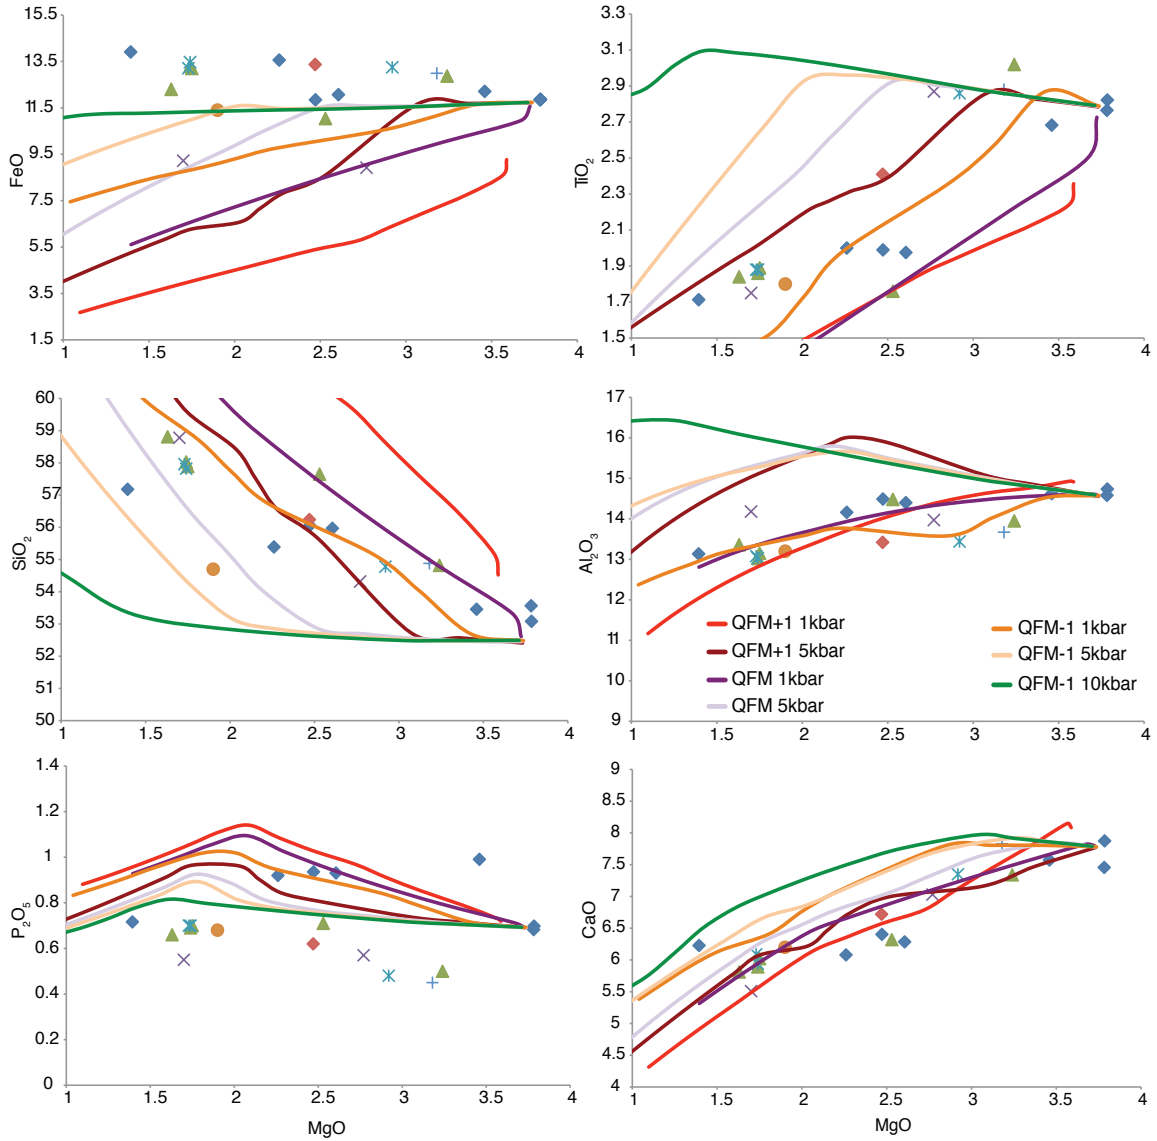 15.5
13.5
11.5
9.5
7.5
5.5
3.5
1.5
FeO
1 1.5 2 2.5 3 3.5 4
3.3
3.1
2.9
2.7
2.5
2.3
2.1
1.9
1.7
1.5
TiO2
1 1.5 2 2.5 3 3.5 4
60
59
58
57
56
55
54
53
52
51
50
SiO2
1 1.5 2 2.5 3 3.5 4
17
16
15
14
13
12
11
10
9
Al2O3
1 1.5 2 2.5 3 3.5 4
QFM+1 1kbar
QFM+1 5kbar
QFM 1kbar
QFM 5kbar
QFM-1 1kbar
QFM-1 5kbar
QFM-1 10kbar
1.4
1.2
1
0.8
0.6
0.4
0.2
0
P2O5
1 1.5 2 2.5 3 3.5 4
MgO
9
8.5
8
7.5
7
6.5
6
5.5
5
4.5
4
CaO
1 1.5 2 2.5 3 3.5 4
MgO